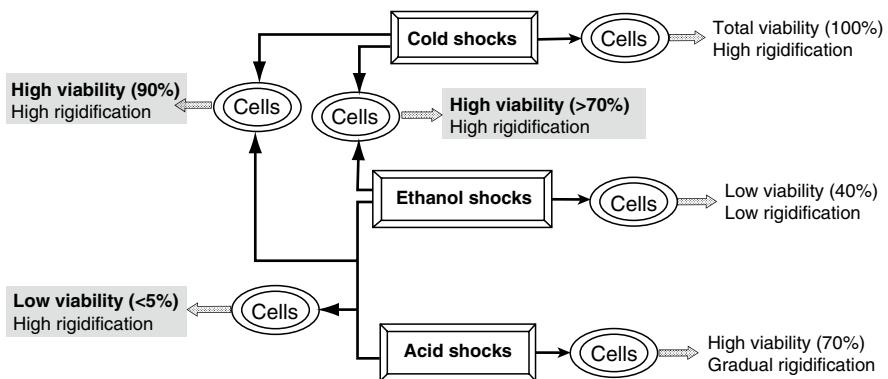 Cold shocks
Cells
Total viability (100%)
High rigidification
High viability (90%)
High rigidification
Cells
Cells
High viability (>70%)
High rigidification
Ethanol shocks
Cells
Low viability (40%)
Low rigidification
Low viability (<5%)
High rigidification
Cells
Acid shocks
Cells
High viability (70%)
Gradual rigidification